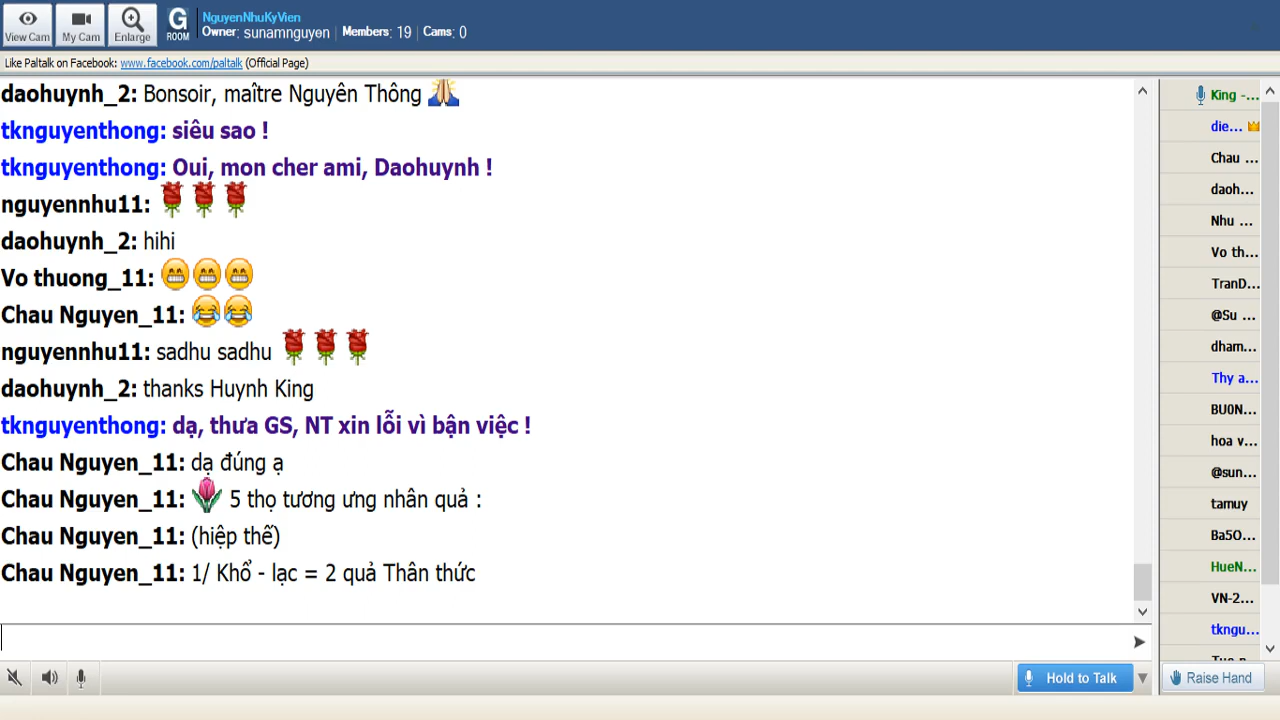 View Cam My Cam Enlarge G ROOM NguyenNhuKyVien
Owner: sunamnguyen Members: 19 Cams: 0
Like Paltalk on Facebook: www.facebook.com/paltalk (Official Page)
daohuynh_2: Bonsoir, maître Nguyên Thông
tknguyenthong: siêu sao !
tknguyenthong: Oui, mon cher ami, Daohuynh !
nguyennhu11:
daohuynh_2: hihi
Vo thuong_11:
Chau Nguyen_11:
nguyennhu11: sadhu sadhu
daohuynh_2: thanks Huynh King
tknguyenthong: dạ, thưa GS, NT xin lỗi vì bận việc !
Chau Nguyen_11: dạ đúng ạ
Chau Nguyen_11: 5 thọ tương ưng nhân quả :
Chau Nguyen_11: (hiệp thế)
Chau Nguyen_11: 1/ Khổ - lạc = 2 quả Thân thức
King -...
die...
Chau ...
daoh...
Nhu ...
Vo th...
TranD...
@Su ...
dham...
Thy a...
BU0N...
hoa v...
@sun...
tamuy
Ba5O...
HueN...
VN-2...
tkngu...
Hold to Talk
Raise Hand